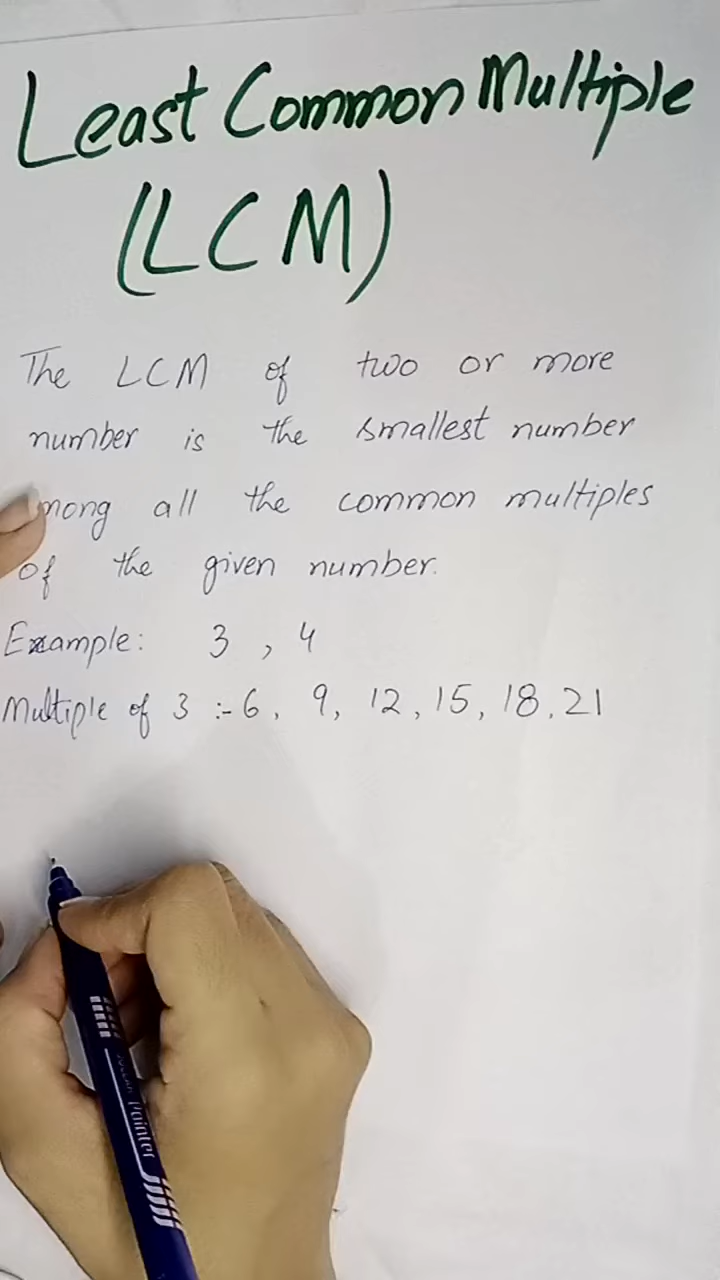 Least Common Multiple
(LCM)
The LCM of two or more
number is the smallest number
mong all the common multiples
of the given number.
Example: 3 , 4
Multiple of 3 :- 6, 9, 12, 15, 18, 21
Pointer